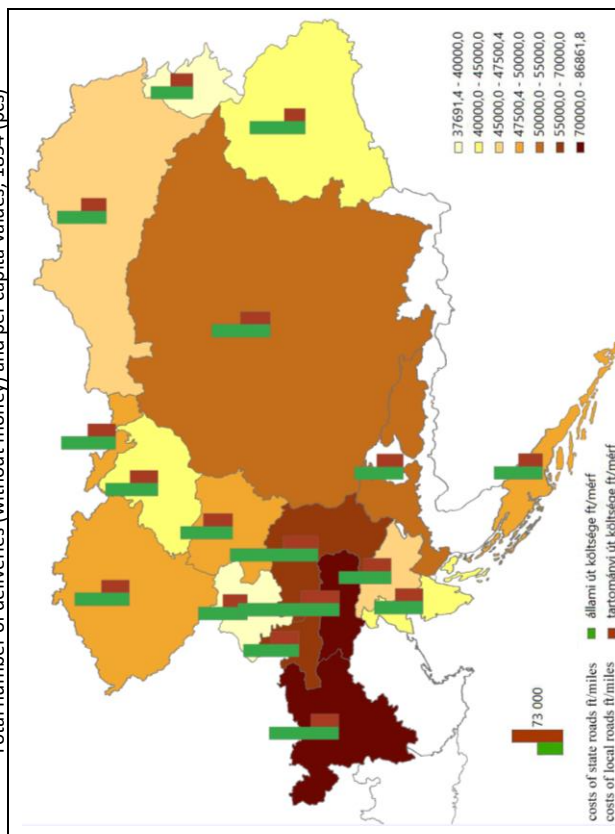 Total number of deliveries (without money) and per capita values, 1854 (pcs)
37691,4 - 40000,0
40000,0 - 45000,0
45000,0 - 47500,4
47500,4 - 50000,0
50000,0 - 55000,0
55000,0 - 70000,0
70000,0 - 86861,8
73 000
costs of state roads ft/miles
costs of local roads ft/miles
állami út költsége ft/mérf
tartományi út költsége ft/mérf